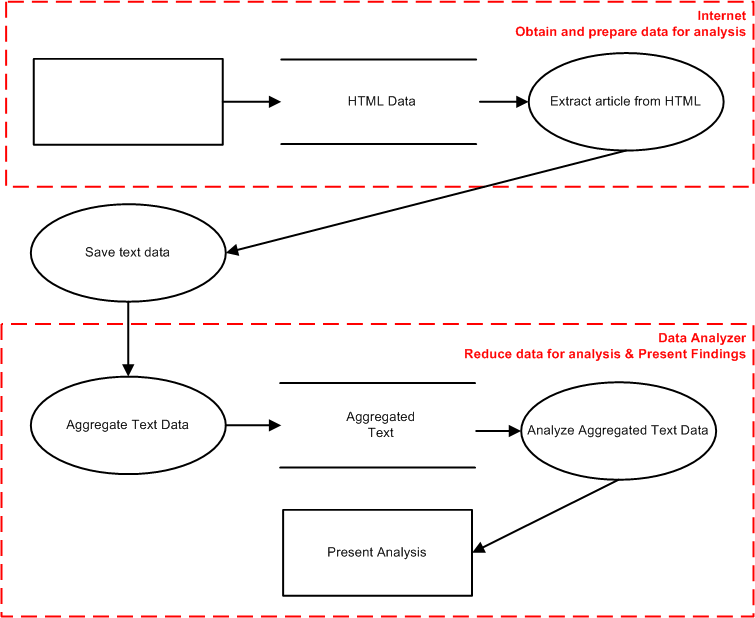 Internet
Obtain and prepare data for analysis
HTML Data
Extract article from HTML
Save text data
Data Analyzer
Reduce data for analysis & Present Findings
Aggregate Text Data
Aggregated
Text
Analyze Aggregated Text Data
Present Analysis